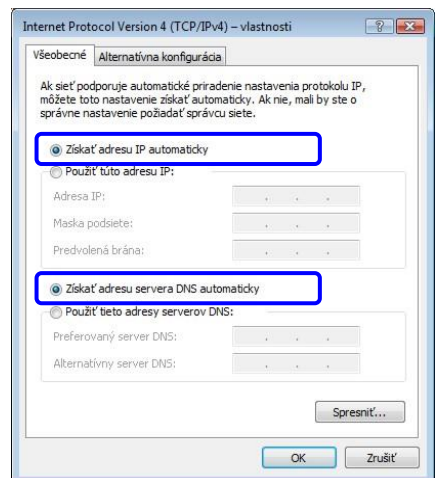 Internet Protocol Version 4 (TCP/IPv4) – vlastnosti
Všeobecné Alternatívna konfigurácia
Ak sieť podporuje automatické priradenie nastavenia protokolu IP,
môžete toto nastavenie získať automaticky. Ak nie, mali by ste o
správne nastavenie požiadať správcu siete.
Získať adresu IP automaticky
Použiť túto adresu IP:
Adresa IP:
Maska podsiete:
Predvolená brána:
Získať adresu servera DNS automaticky
Použiť tieto adresy serverov DNS:
Preferovaný server DNS:
Alternatívny server DNS:
Spresniť...
OK Zrušiť